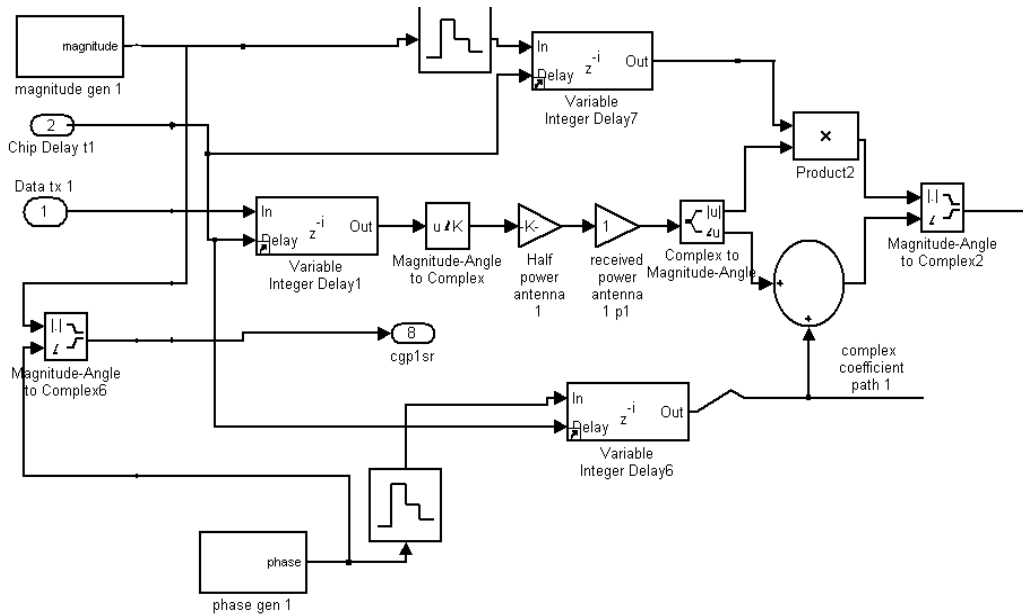 magnitude
magnitude gen 1
In
Delay
z-i
Out
Variable
Integer Delay7
2
Chip Delay t1
×
Product2
Data tx 1
1
In
Delay
z-i
Out
Variable
Integer Delay1
u∠K
Magnitude-Angle
to Complex
-K-
Half
power
antenna
1
1
received
power
antenna
1 p1
|u|
∠u
Complex to
Magnitude-Angle
|.|
∠
Magnitude-Angle
to Complex2
+
+
|.|
∠
Magnitude-Angle
to Complex6
8
cgp1sr
complex
coefficient
path 1
In
Delay
z-i
Out
Variable
Integer Delay6
phase
phase gen 1